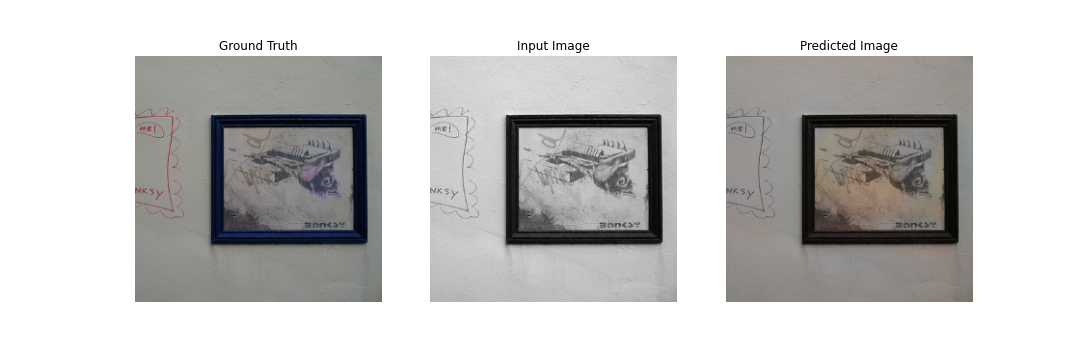 Ground Truth
Input Image
Predicted Image
ME!
NKSY
BANKSY
ME!
NKSY
BANKSY
ME!
NKSY
BANKSY